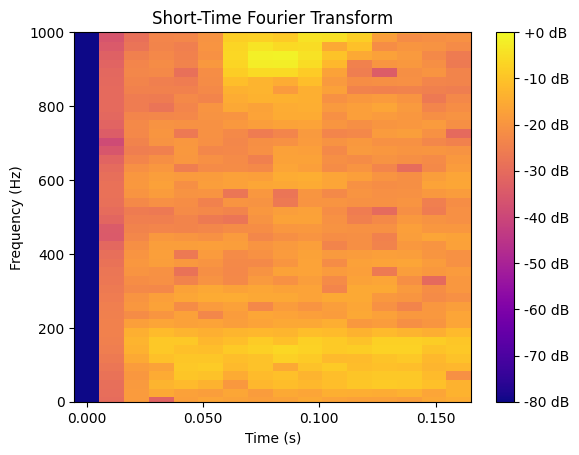 Short-Time Fourier Transform
Frequency (Hz)
1000
800
600
400
200
0
0.000
0.050
0.100
0.150
Time (s)
+0 dB
-10 dB
-20 dB
-30 dB
-40 dB
-50 dB
-60 dB
-70 dB
-80 dB